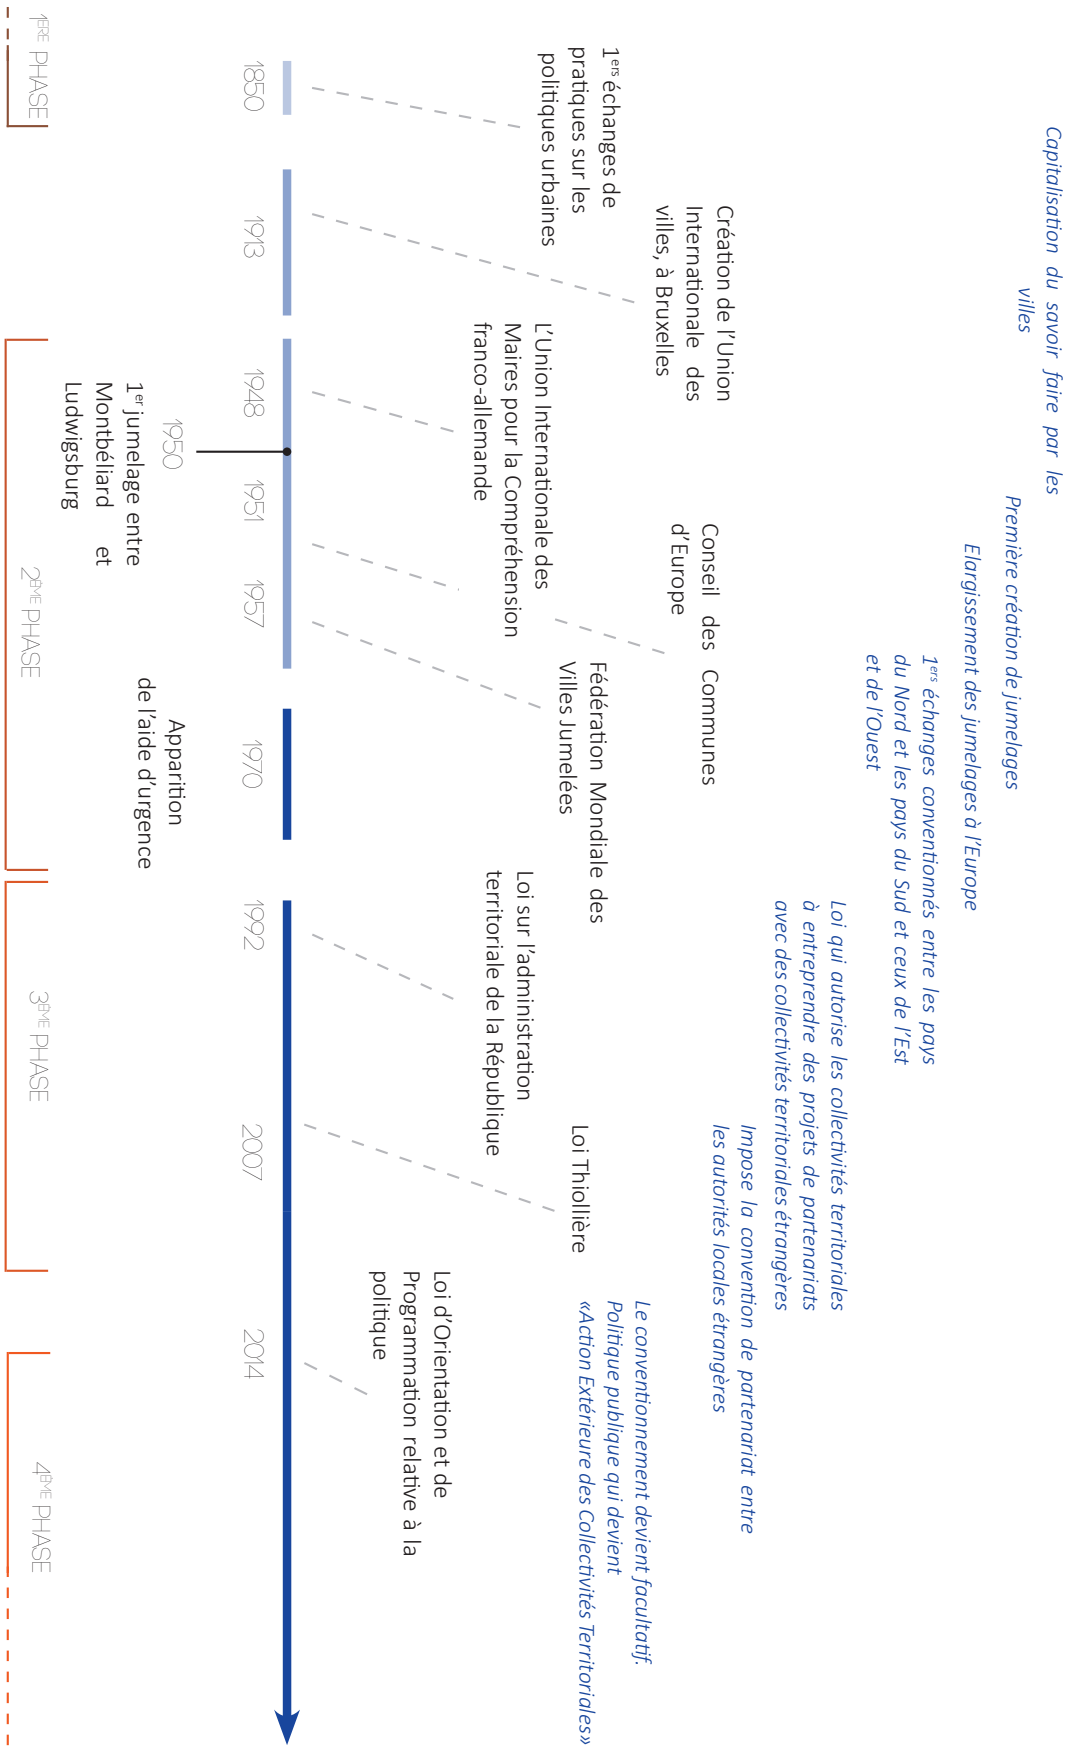 Capitalisation du savoir faire par les
villes
Première création de jumelages
Elargissement des jumelages à l'Europe
1ers échanges conventionnés entre les pays
du Nord et les pays du Sud et ceux de l'Est
et de l'Ouest
Loi qui autorise les collectivités territoriales
à entreprendre des projets de partenariats
avec des collectivités territoriales étrangères
Impose la convention de partenariat entre
les autorités locales étrangères
Le conventionnement devient facultatif.
Politique publique qui devient
«Action Extérieure des Collectivités Territoriales»
1ers échanges de
pratiques sur les
politiques urbaines
Création de l'Union
Internationale des
villes, à Bruxelles
L'Union Internationale des
Maires pour la Compréhension
franco-allemande
Conseil des Communes
d'Europe
Fédération Mondiale des
Villes Jumelées
Loi sur l'administration
territoriale de la République
Loi Thiollière
Loi d'Orientation et de
Programmation relative à la
politique
1850
1913
1948
1951
1957
1970
1992
2007
2014
1950
1er jumelage entre
Montbéliard et
Ludwigsburg
Apparition
de l'aide d'urgence
1ERE PHASE
2ÈME PHASE
3ÈME PHASE
4ÈME PHASE